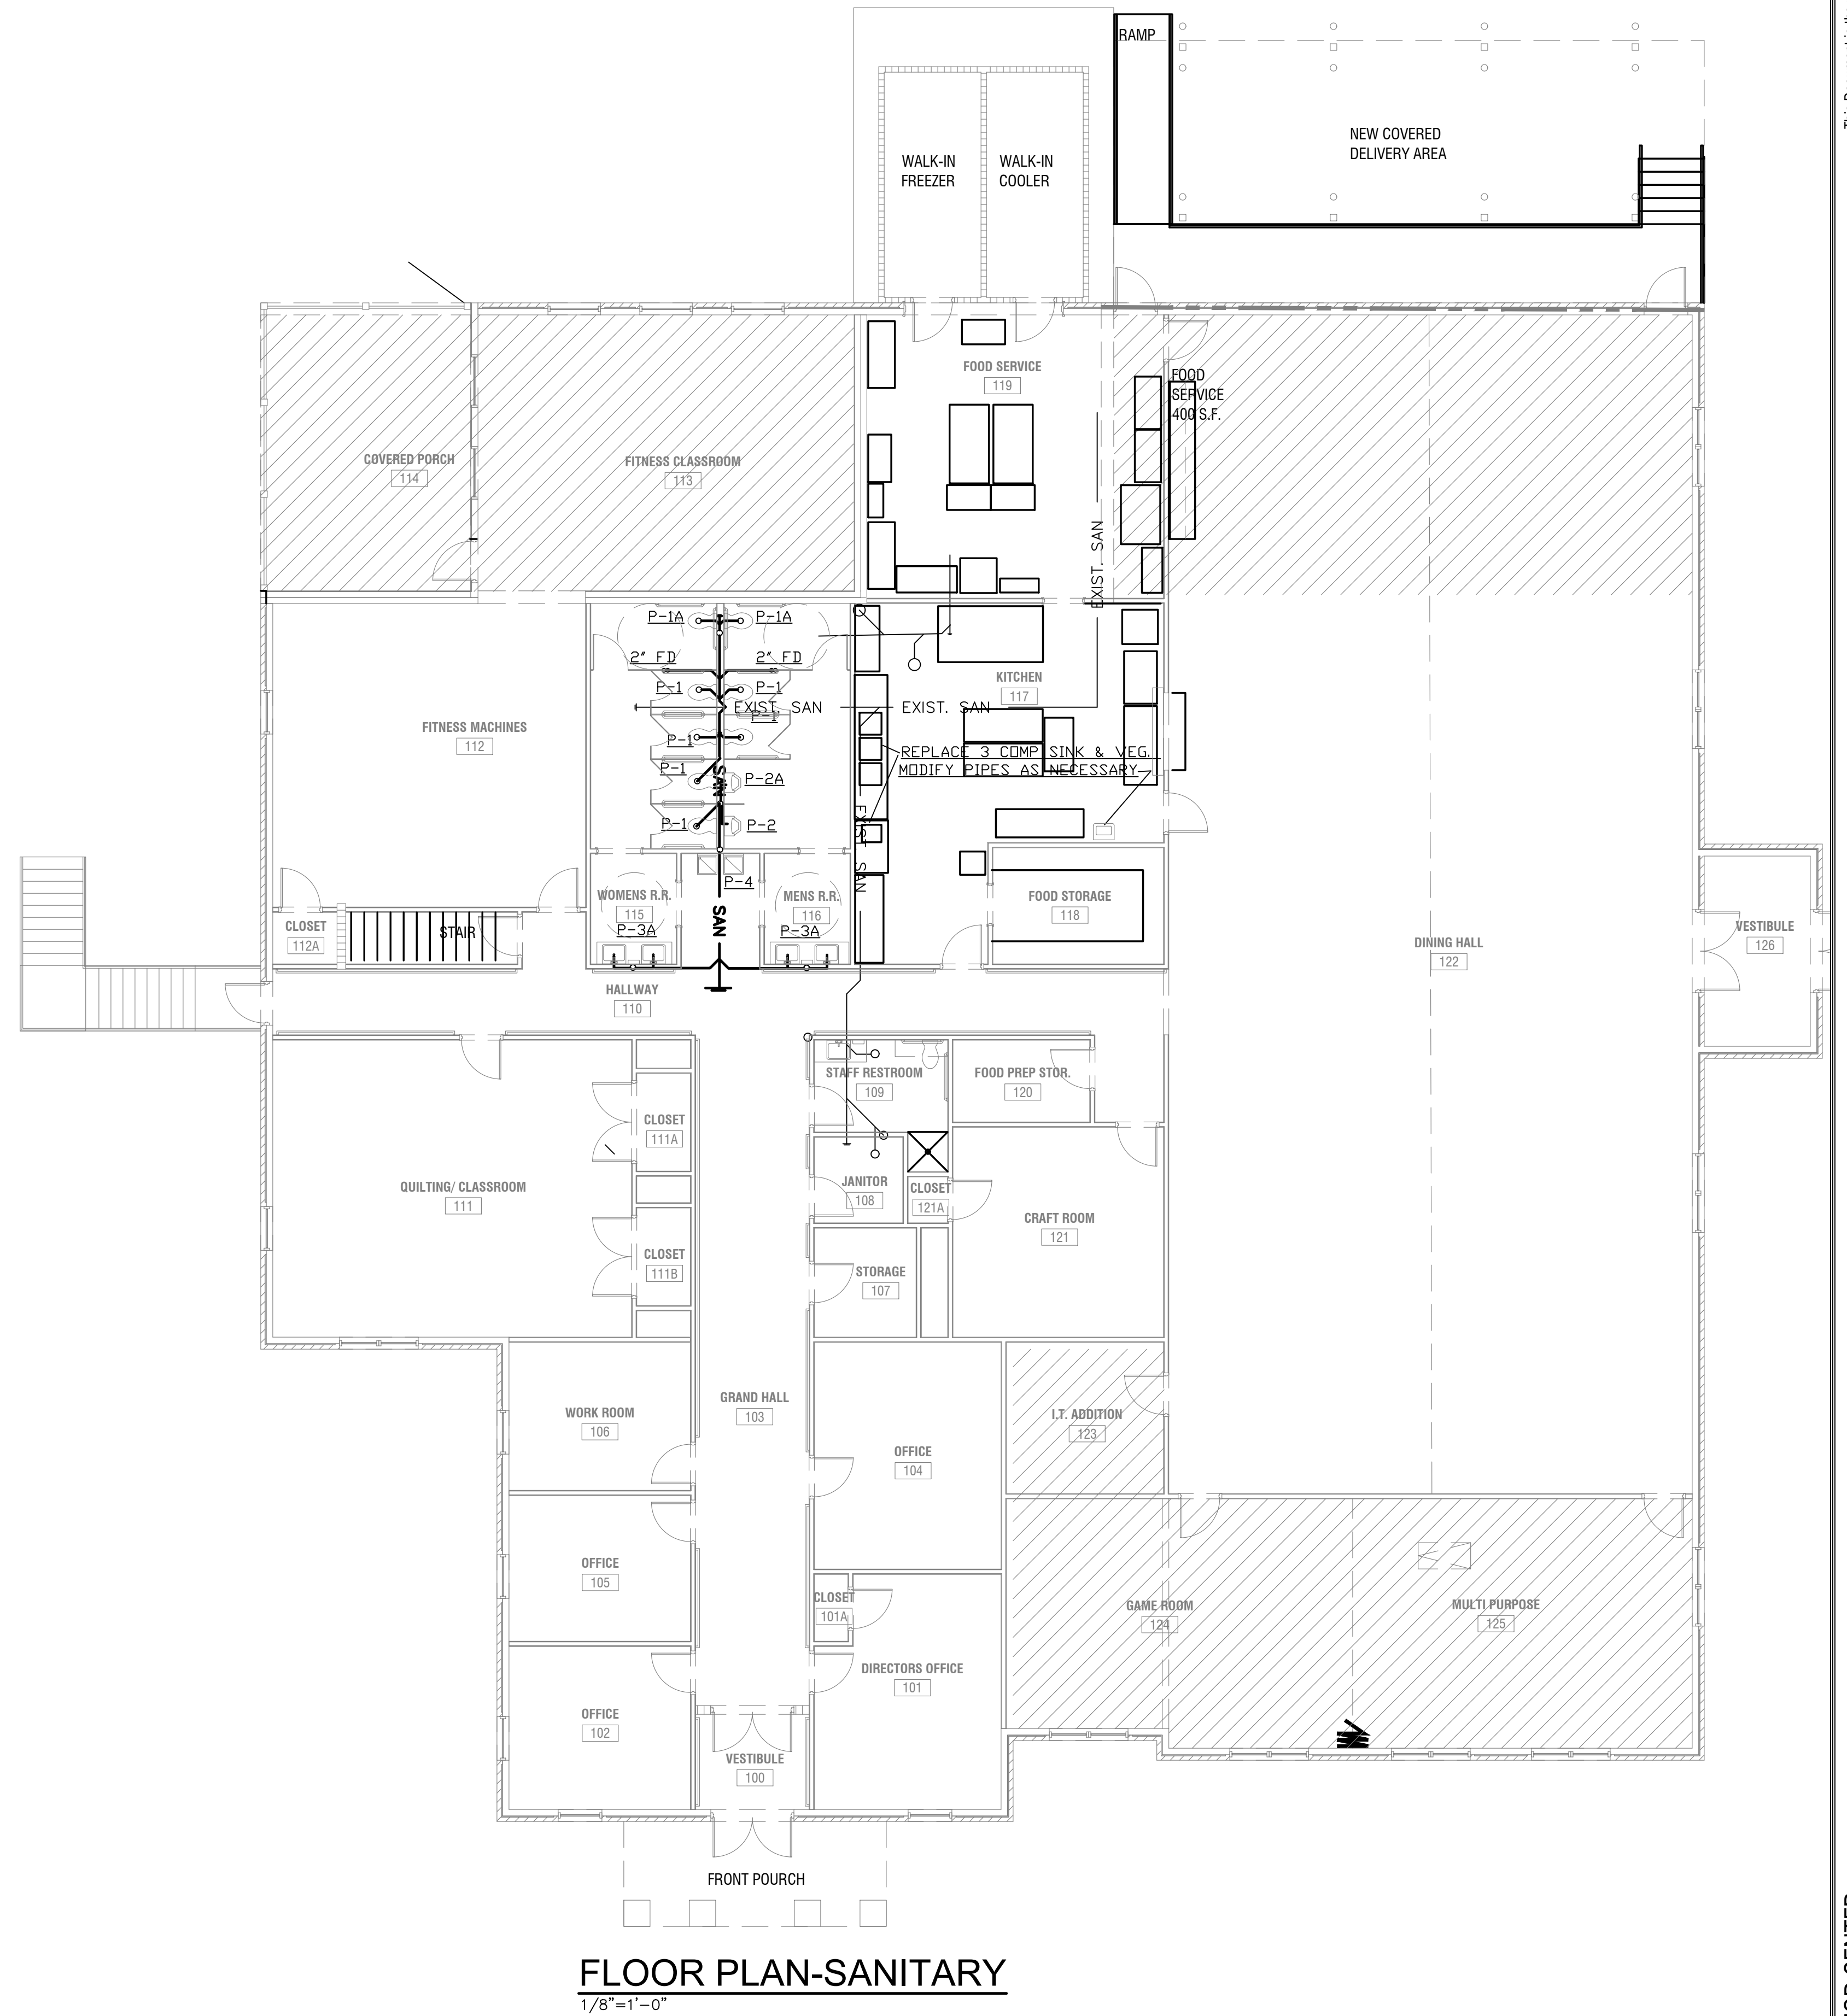 RAMP
NEW COVERED
DELIVERY AREA
WALK-IN
FREEZER
WALK-IN
COOLER
FOOD SERVICE
119
FOOD
SERVICE
400 S.F.
COVERED PORCH
114
FITNESS CLASSROOM
113
EXIST. SAN
P-1A
P-1A
2" FD
2" FD
P-1
P-1
KITCHEN
117
EXIST. SAN
EXIST. SAN
P-1
P-1
FITNESS MACHINES
112
REPLACE 3 COMP SINK & VEG.
MODIFY PIPES AS NECESSARY
P-1
P-2A
SAN
P-1
P-2
EXIST. SAN
P-4
WOMENS R.R.
115
MENS R.R.
116
FOOD STORAGE
118
SAN
P-3A
P-3A
CLOSET
112A
STAIR
VESTIBULE
126
DINING HALL
122
HALLWAY
110
STAFF RESTROOM
109
FOOD PREP STOR.
120
CLOSET
111A
QUILTING/ CLASSROOM
111
JANITOR
108
CLOSET
121A
CRAFT ROOM
121
CLOSET
111B
STORAGE
107
GRAND HALL
103
WORK ROOM
106
I.T. ADDITION
123
OFFICE
104
OFFICE
105
CLOSET
101A
GAME ROOM
124
MULTI PURPOSE
125
DIRECTORS OFFICE
101
OFFICE
102
VESTIBULE
100
FRONT POURCH
FLOOR PLAN-SANITARY
1/8"=1'-0"